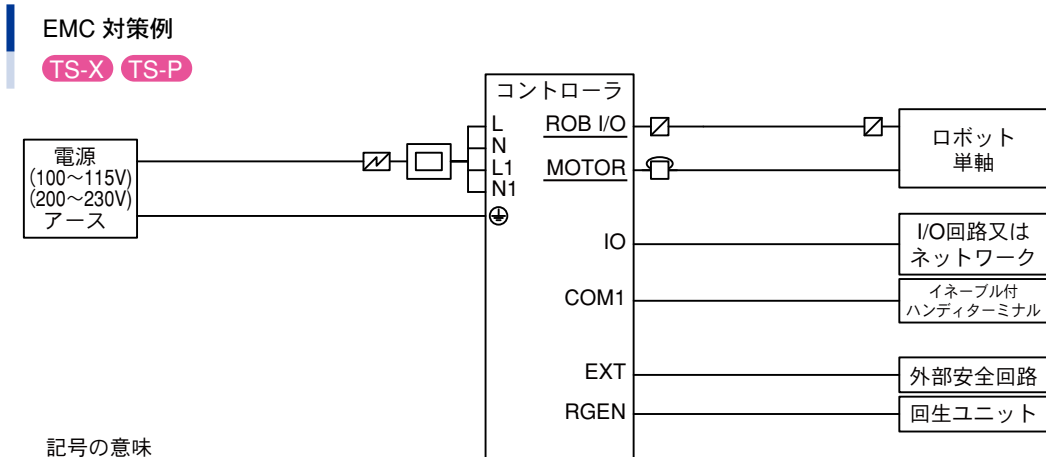 EMC 対策例
TS-X TS-P
コントローラ
電源
(100～115V)
(200～230V)
アース
L
N
L1
N1
ROB I/O
MOTOR
IO
COM1
EXT
RGEN
ロボット
単軸
I/O回路又は
ネットワーク
イネーブル付
ハンディターミナル
外部安全回路
回生ユニット
記号の意味